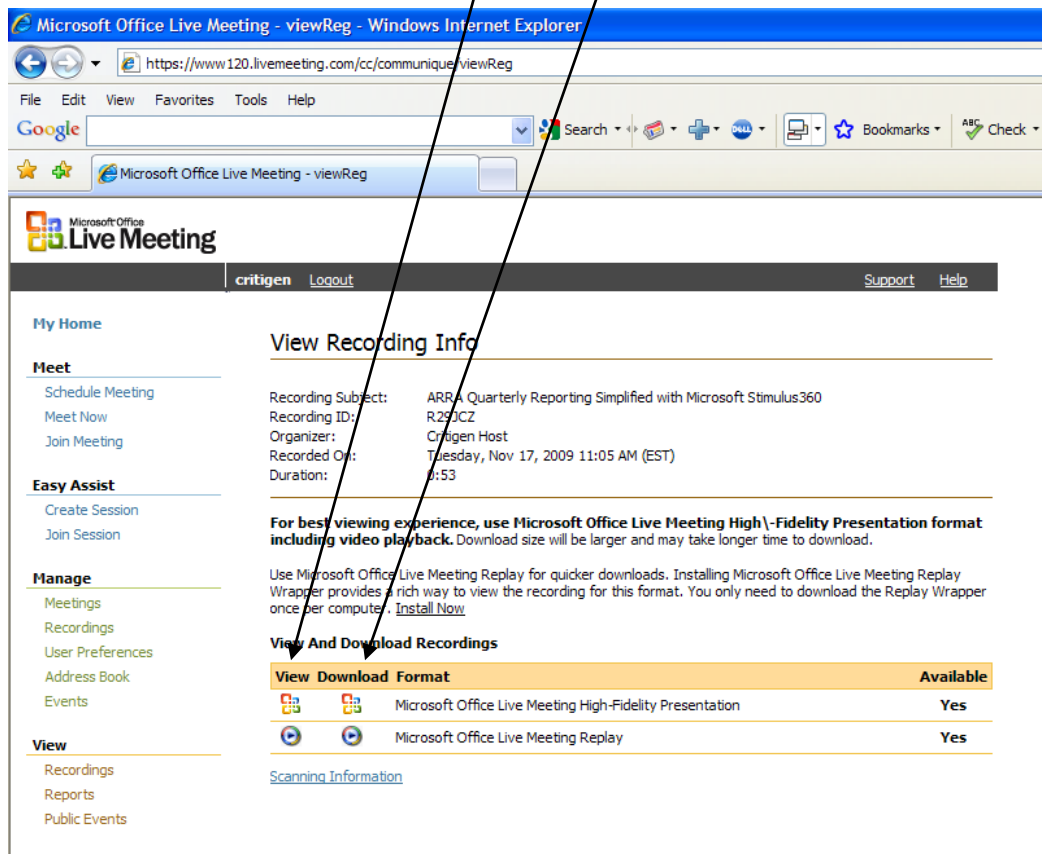 Microsoft Office Live Meeting - viewReg - Windows Internet Explorer
https://www120.livemeeting.com/cc/communique/viewReg
File Edit View Favorites Tools Help
Google Search Bookmarks ABC Check
Microsoft Office Live Meeting - viewReg
Microsoft Office
Live Meeting
critigen Logout Support Help
My Home
Meet
Schedule Meeting
Meet Now
Join Meeting
Easy Assist
Create Session
Join Session
Manage
Meetings
Recordings
User Preferences
Address Book
Events
View
Recordings
Reports
Public Events
View Recording Info
Recording Subject: ARRA Quarterly Reporting Simplified with Microsoft Stimulus360
Recording ID: R29JCZ
Organizer: Critigen Host
Recorded On: Tuesday, Nov 17, 2009 11:05 AM (EST)
Duration: 0:53
For best viewing experience, use Microsoft Office Live Meeting High\-Fidelity Presentation format
including video playback. Download size will be larger and may take longer time to download.
Use Microsoft Office Live Meeting Replay for quicker downloads. Installing Microsoft Office Live Meeting Replay
Wrapper provides a rich way to view the recording for this format. You only need to download the Replay Wrapper
once per computer. Install Now
View And Download Recordings
View Download Format Available
Microsoft Office Live Meeting High-Fidelity Presentation Yes
Microsoft Office Live Meeting Replay Yes
Scanning Information